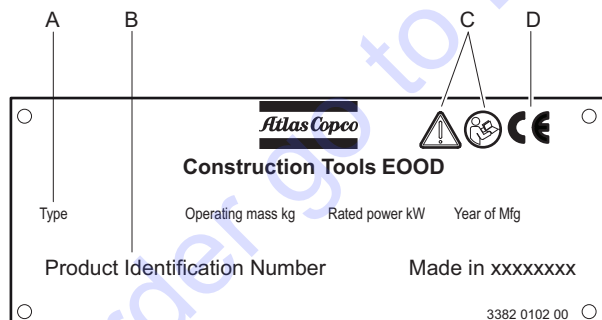 A B C D
Atlas Copco
CE
Construction Tools EOOD
Type Operating mass kg Rated power kW Year of Mfg
Product Identification Number Made in xxxxxxxx
3382 0102 00